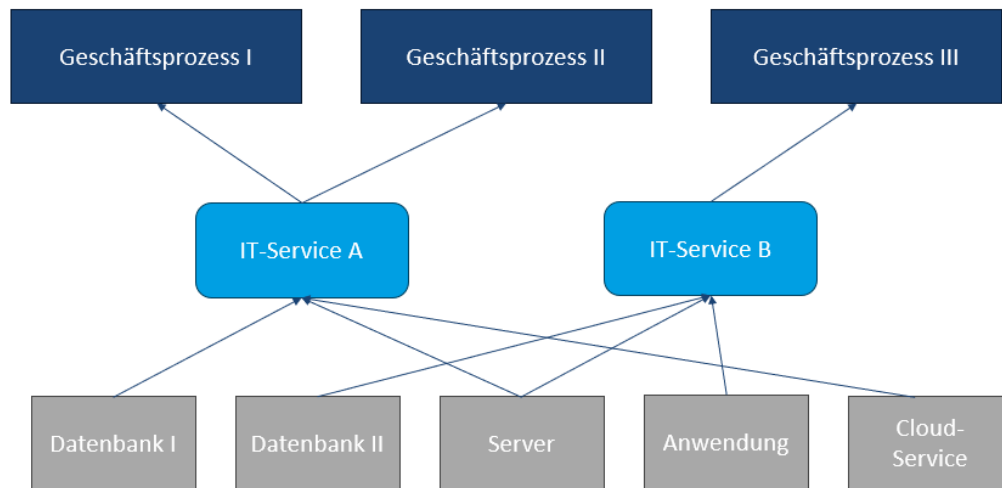 Geschäftsprozess I
Geschäftsprozess II
Geschäftsprozess III
IT-Service A
IT-Service B
Datenbank I
Datenbank II
Server
Anwendung
Cloud-
Service